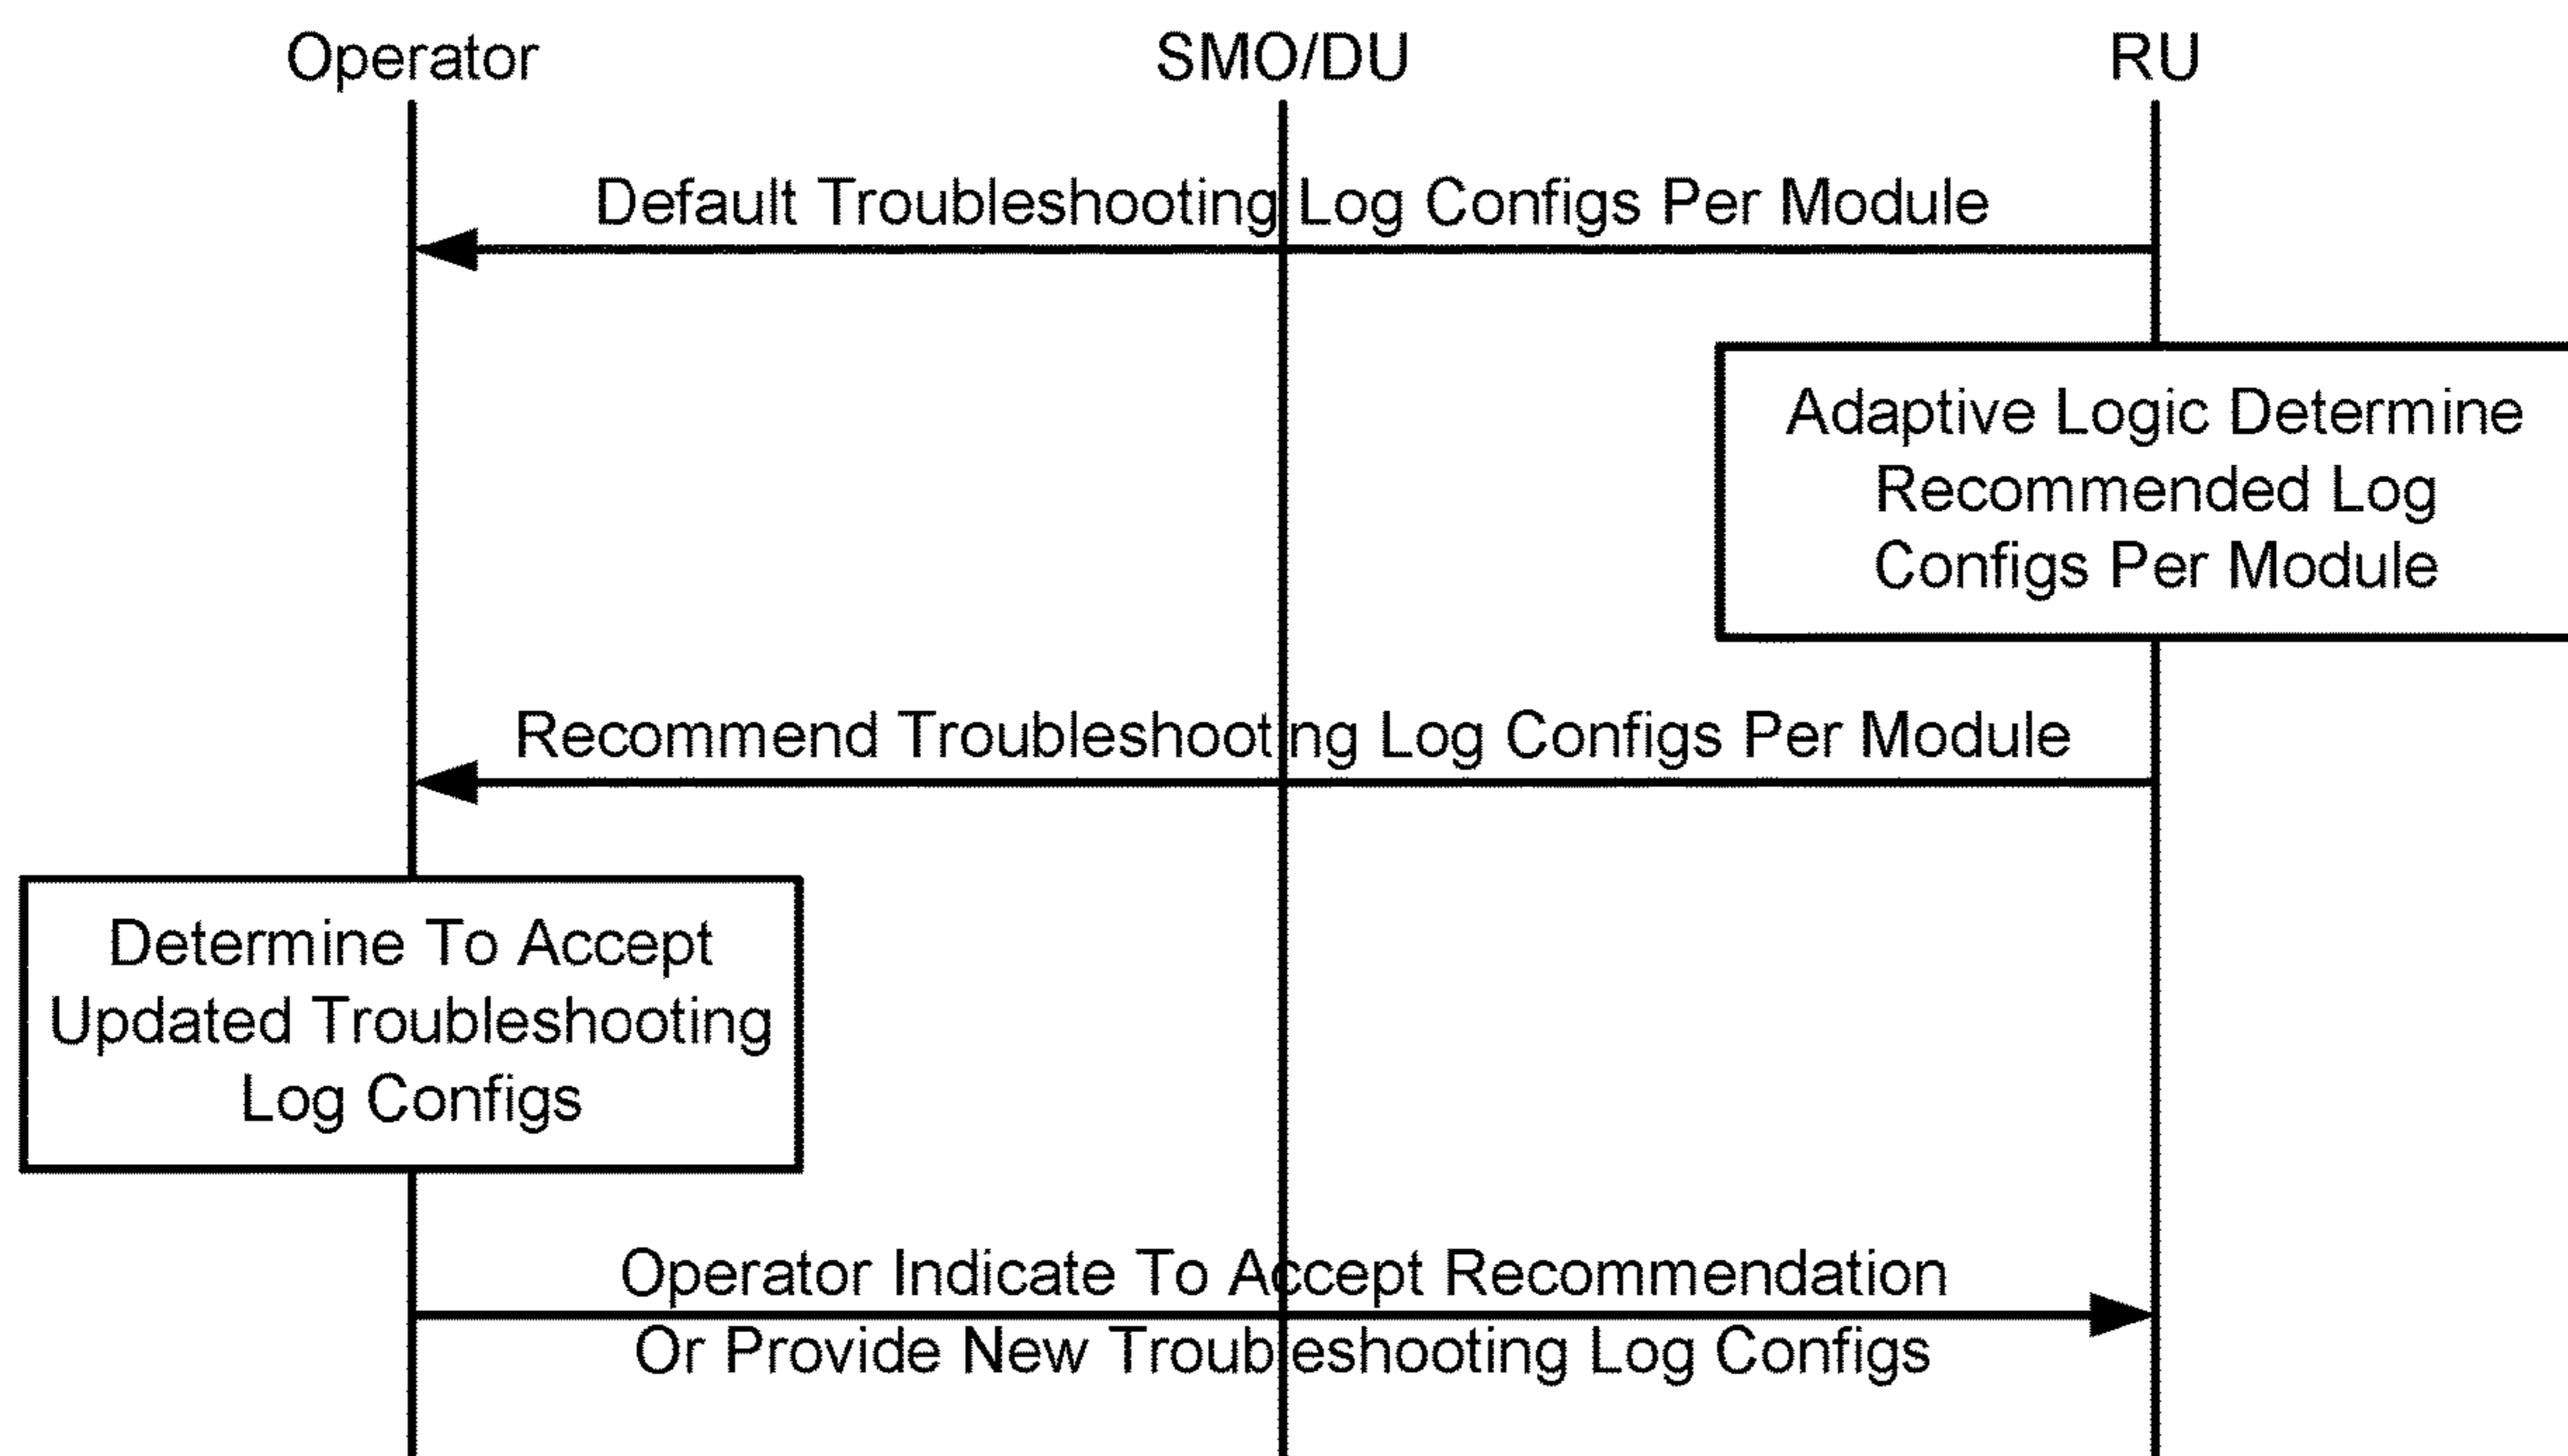 Operator
SMO/DU
RU
Default Troubleshooting Log Configs Per Module
Adaptive Logic Determine
Recommended Log
Configs Per Module
Recommend Troubleshooting Log Configs Per Module
Determine To Accept
Updated Troubleshooting
Log Configs
Operator Indicate To Accept Recommendation
Or Provide New Troubleshooting Log Configs